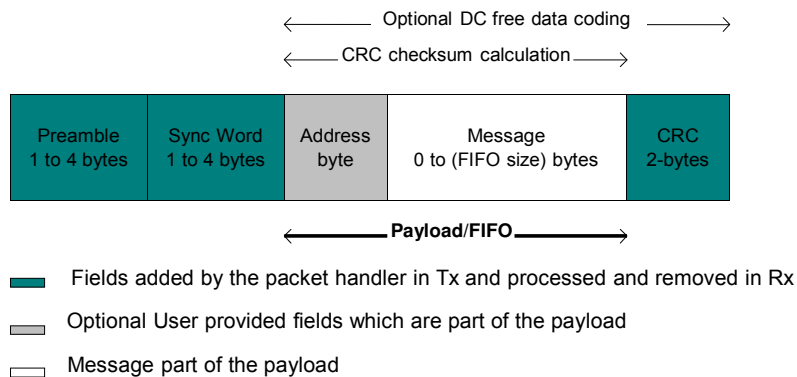 Optional DC free data coding
CRC checksum calculation
Preamble
1 to 4 bytes
Sync Word
1 to 4 bytes
Address
byte
Message
0 to (FIFO size) bytes
CRC
2-bytes
Payload/FIFO
Fields added by the packet handler in Tx and processed and removed in Rx
Optional User provided fields which are part of the payload
Message part of the payload